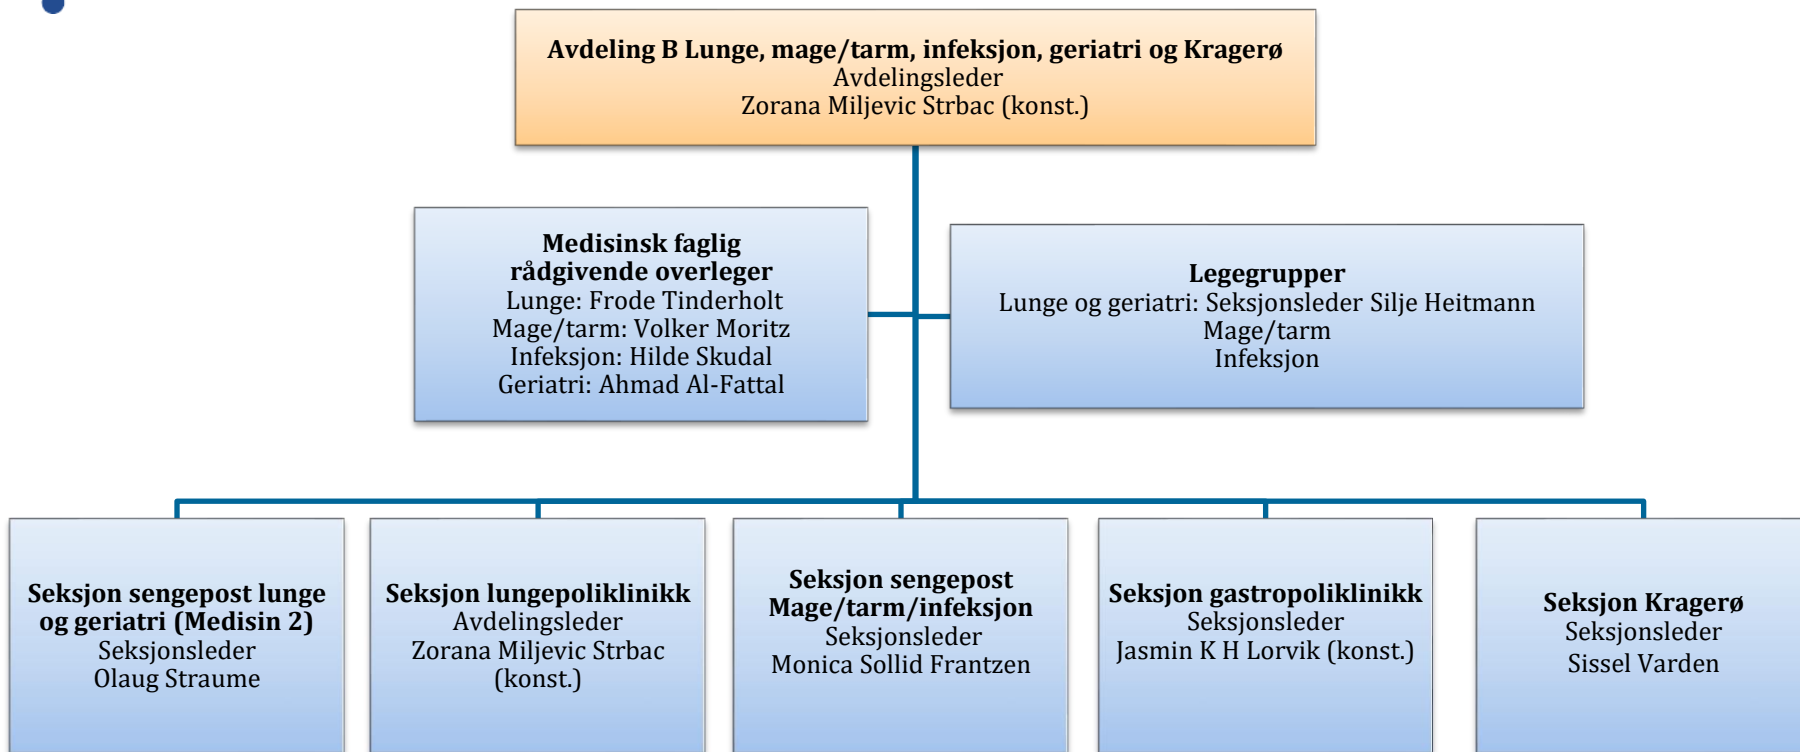 Avdeling B Lunge, mage/tarm, infeksjon, geriatri og Kragerø
Avdelingsleder
Zorana Miljevic Strbac (konst.)
Medisinsk faglig
rådgivende overleger
Lunge: Frode Tinderholt
Mage/tarm: Volker Moritz
Infeksjon: Hilde Skudal
Geriatri: Ahmad Al-Fattal
Legegrupper
Lunge og geriatri: Seksjonsleder Silje Heitmann
Mage/tarm
Infeksjon
Seksjon sengepost lunge
og geriatri (Medisin 2)
Seksjonsleder
Olaug Straume
Seksjon lungepoliklinikk
Avdelingsleder
Zorana Miljevic Strbac
(konst.)
Seksjon sengepost
Mage/tarm/infeksjon
Seksjonsleder
Monica Sollid Frantzen
Seksjon gastropoliklinikk
Seksjonsleder
Jasmin K H Lorvik (konst.)
Seksjon Kragerø
Seksjonsleder
Sissel Varden